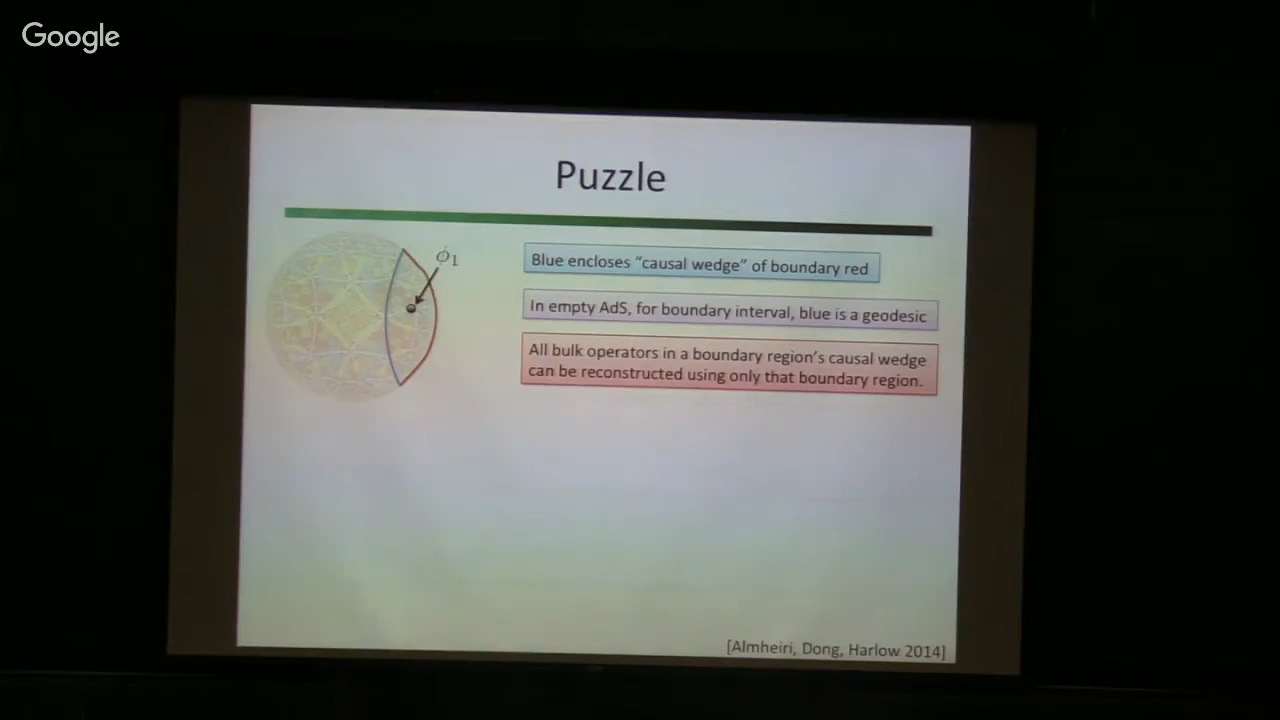 Google
Puzzle
ϕ1
Blue encloses “causal wedge” of boundary red
In empty AdS, for boundary interval, blue is a geodesic
All bulk operators in a boundary region’s causal wedge
can be reconstructed using only that boundary region.
[Almheiri, Dong, Harlow 2014]